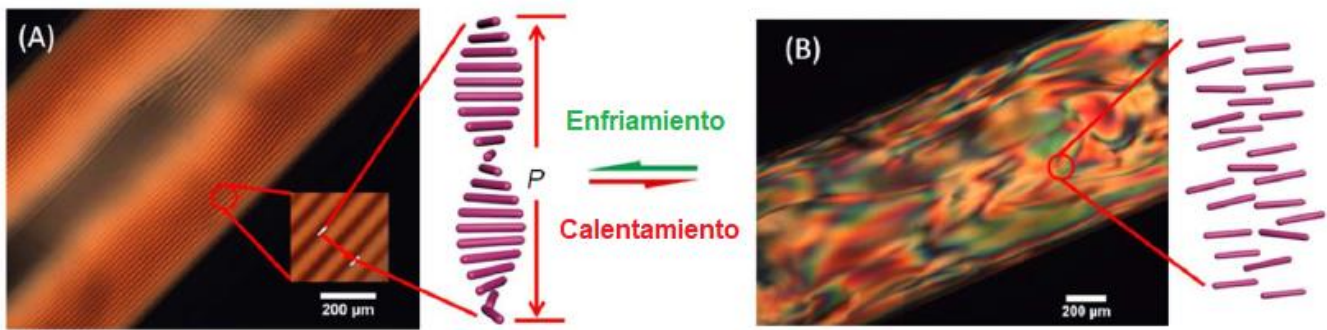 (A)
200 µm
P
Enfriamiento
Calentamiento
(B)
200 µm